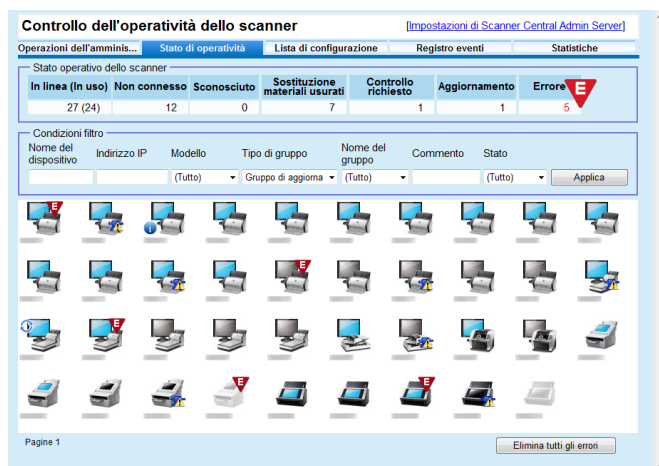 Controllo dell'operatività dello scanner
[Impostazioni di Scanner Central Admin Server]
Operazioni dell'amminis... Stato di operatività Lista di configurazione Registro eventi Statistiche
Stato operativo dello scanner
In linea (In uso) Non connesso Sconosciuto Sostituzione materiali usurati Controllo richiesto Aggiornamento Errore E
27 (24) 12 0 7 1 1 5
Condizioni filtro
Nome del dispositivo Indirizzo IP Modello Tipo di gruppo Nome del gruppo Commento Stato
(Tutto) Gruppo di aggiorna (Tutto) (Tutto) Applica
E
E
E
E
E
Pagine 1
Elimina tutti gli errori